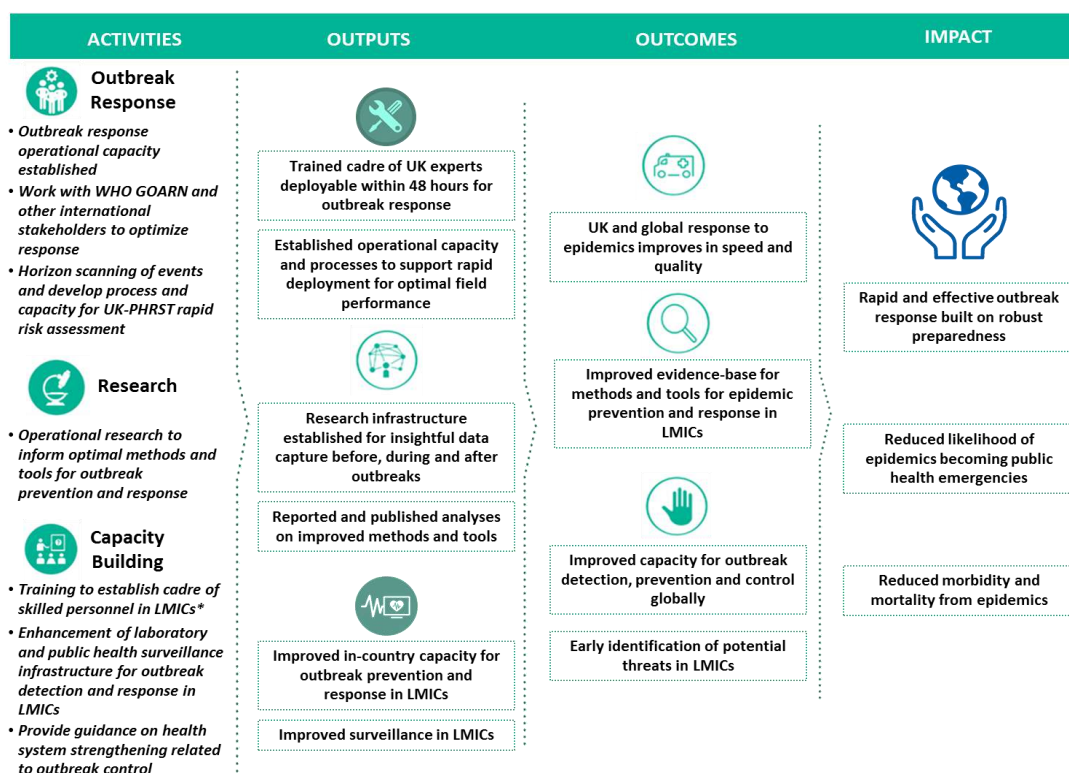 ACTIVITIES
OUTPUTS
OUTCOMES
IMPACT
Outbreak
Response
• Outbreak response
operational capacity
established
• Work with WHO GOARN and
other international
stakeholders to optimize
response
• Horizon scanning of events
and develop process and
capacity for UK-PHRST rapid
risk assessment
Research
• Operational research to
inform optimal methods and
tools for outbreak
prevention and response
Capacity
Building
• Training to establish cadre of
skilled personnel in LMICs*
• Enhancement of laboratory
and public health surveillance
infrastructure for outbreak
detection and response in
LMICs
• Provide guidance on health
system strengthening related
to outbreak control
Trained cadre of UK experts
deployable within 48 hours for
outbreak response
Established operational capacity
and processes to support rapid
deployment for optimal field
performance
Research infrastructure
established for insightful data
capture before, during and after
outbreaks
Reported and published analyses
on improved methods and tools
Improved in-country capacity for
outbreak prevention and
response in LMICs
Improved surveillance in LMICs
UK and global response to
epidemics improves in speed and
quality
Improved evidence-base for
methods and tools for epidemic
prevention and response in
LMICs
Improved capacity for outbreak
detection, prevention and control
globally
Early identification of potential
threats in LMICs
Rapid and effective outbreak
response built on robust
preparedness
Reduced likelihood of
epidemics becoming public
health emergencies
Reduced morbidity and
mortality from epidemics